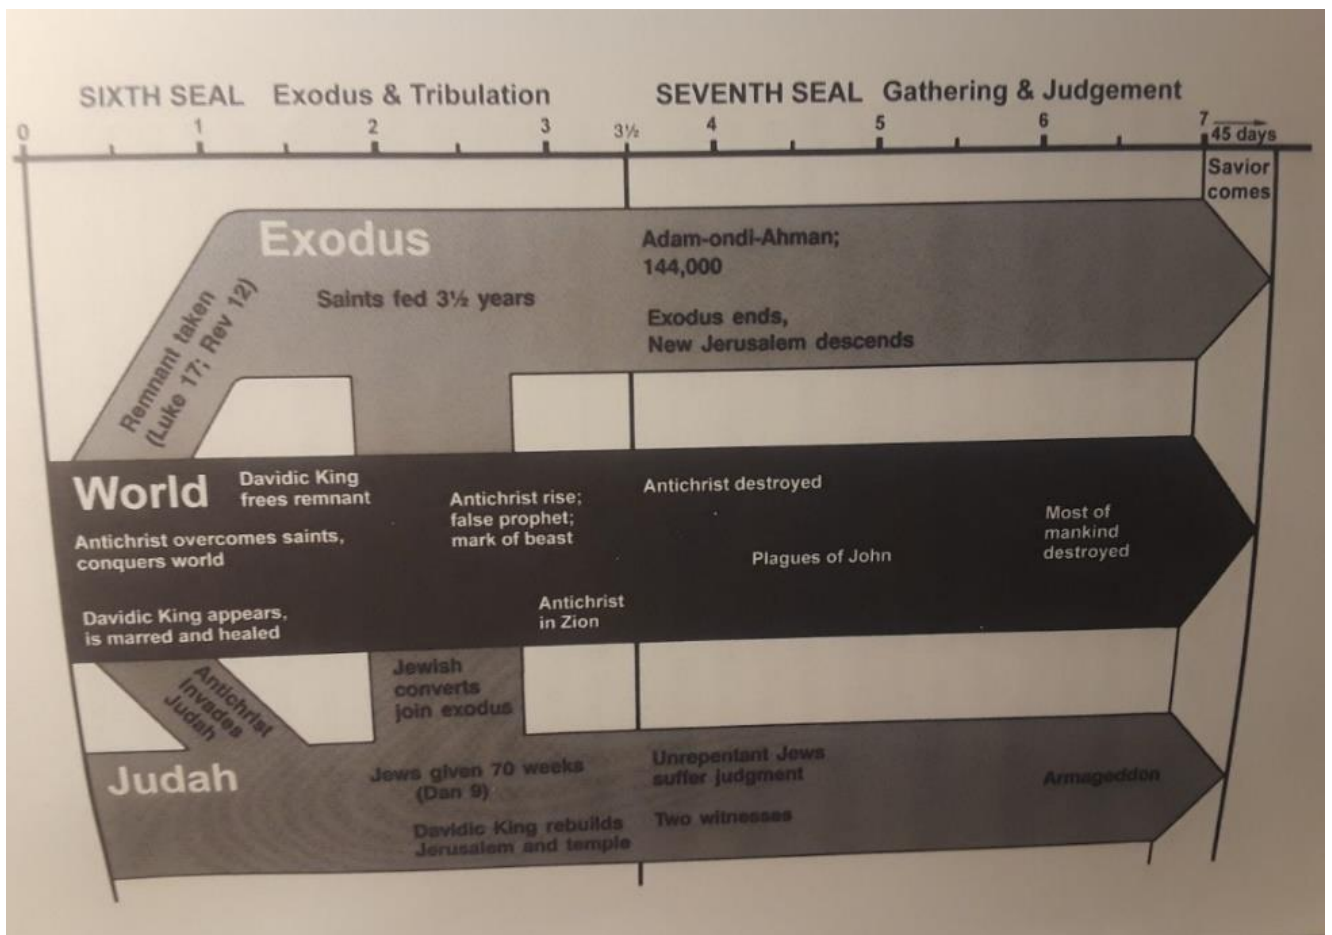 SIXTH SEAL Exodus & Tribulation
SEVENTH SEAL Gathering & Judgement
0 1 2 3 3½ 4 5 6 7
45 days
Savior
comes
Exodus
Remnant taken
(Luke 17; Rev 12)
Saints fed 3½ years
Adam-ondi-Ahman;
144,000
Exodus ends,
New Jerusalem descends
World
Davidic King
frees remnant
Antichrist overcomes saints,
conquers world
Davidic King appears,
is marred and healed
Antichrist rise;
false prophet;
mark of beast
Antichrist
in Zion
Antichrist destroyed
Plagues of John
Most of
mankind
destroyed
Antichrist
Invades
Judah
Jewish
converts
join exodus
Judah
Jews given 70 weeks
(Dan 9)
Davidic King rebuilds
Jerusalem and temple
Unrepentant Jews
suffer judgment
Two witnesses
Armageddon